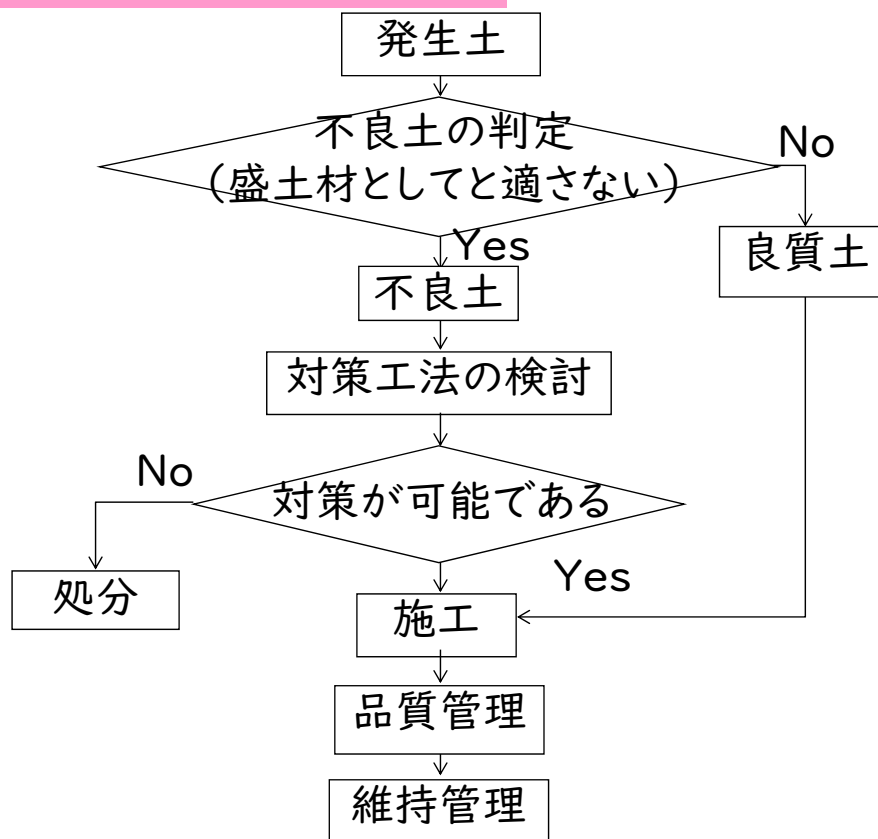 発生土
不良土の判定
（盛土材としてと適さない）
No
Yes
良質土
不良土
対策工法の検討
No
対策が可能である
処分
Yes
施工
品質管理
維持管理